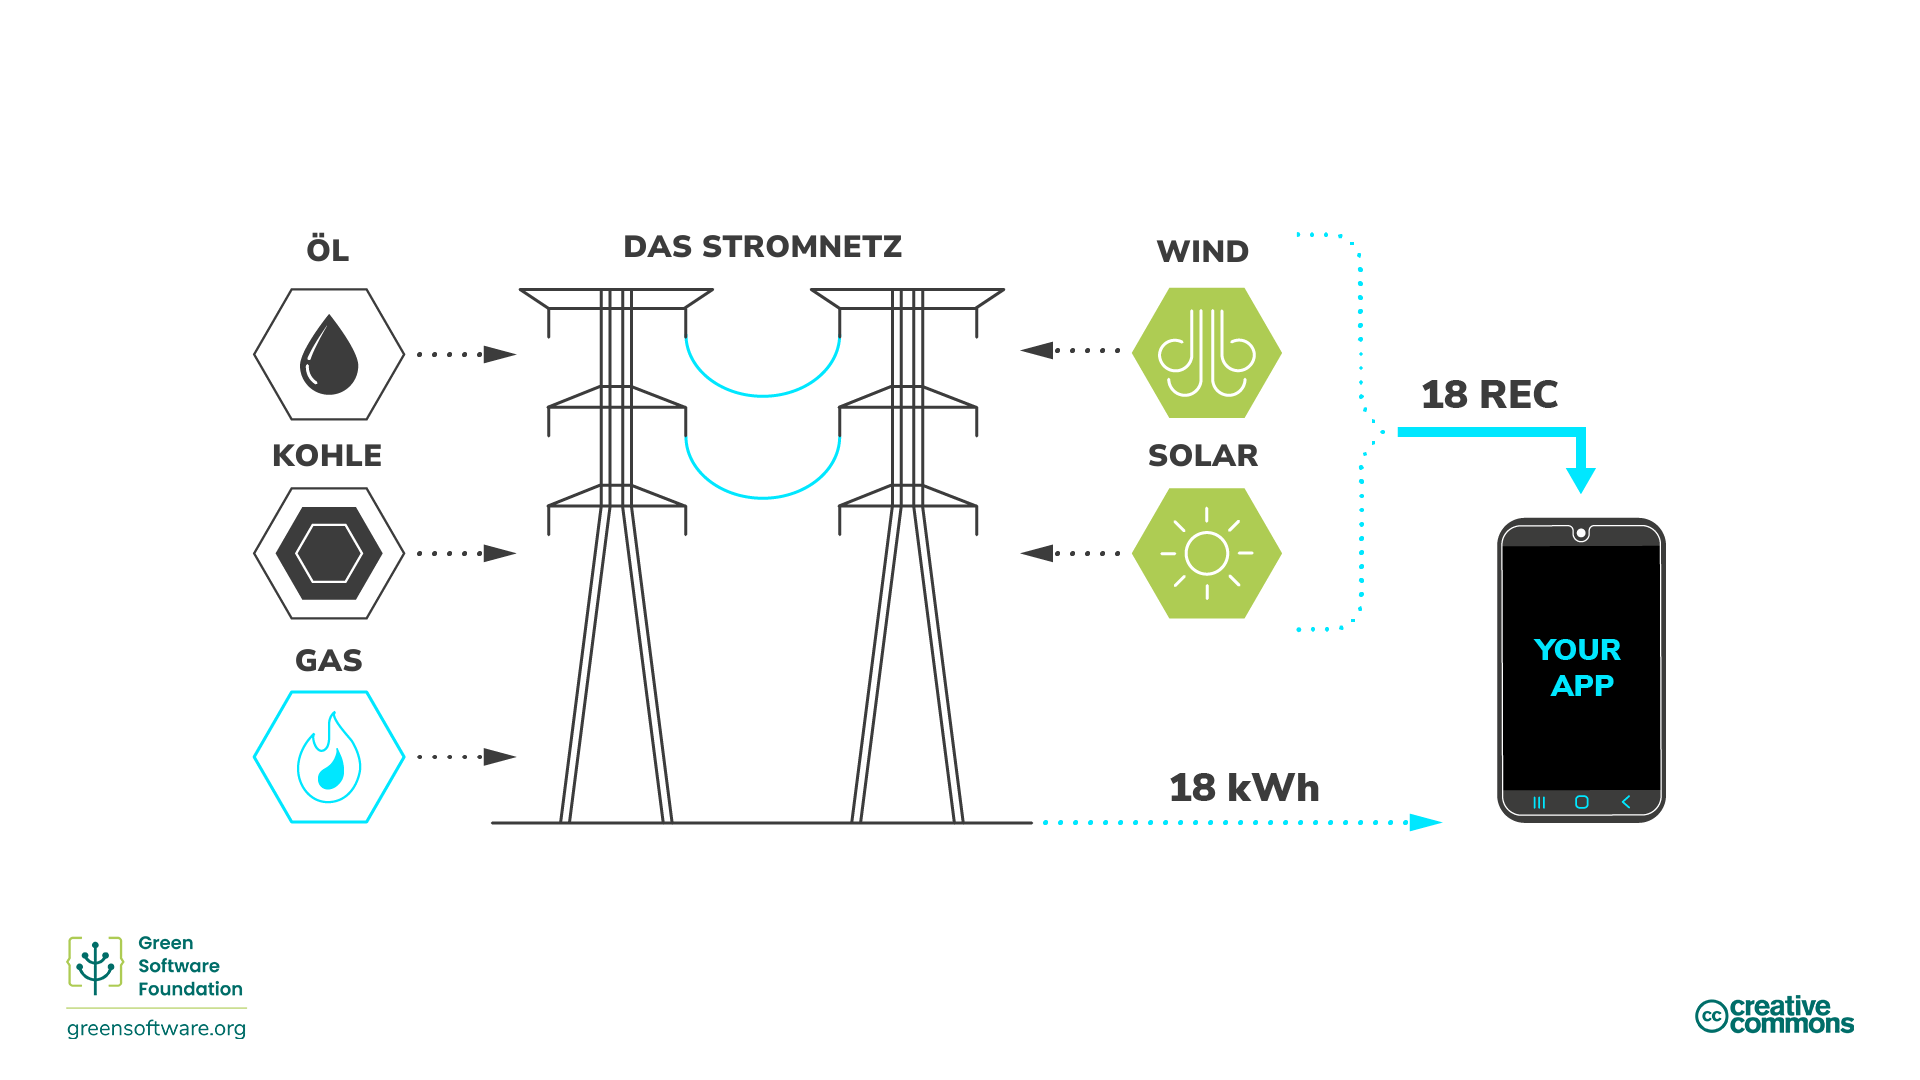 ÖL
DAS STROMNETZ
WIND
18 REC
KOHLE
SOLAR
GAS
YOUR
APP
18 kWh
Green
Software
Foundation
greensoftware.org
cc
creative
commons